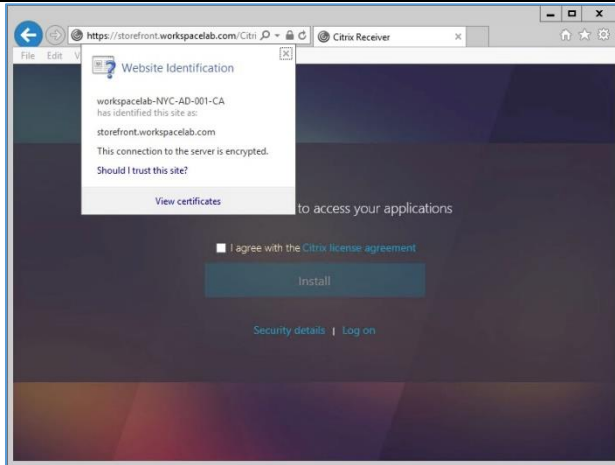 https://storefront.workspacelab.com/Citri
Citrix Receiver
File Edit V
Website Identification
workspacelab-NYC-AD-001-CA
has identified this site as:
storefront.workspacelab.com
This connection to the server is encrypted.
Should I trust this site?
View certificates
to access your applications
I agree with the Citrix license agreement
Install
Security details | Log on